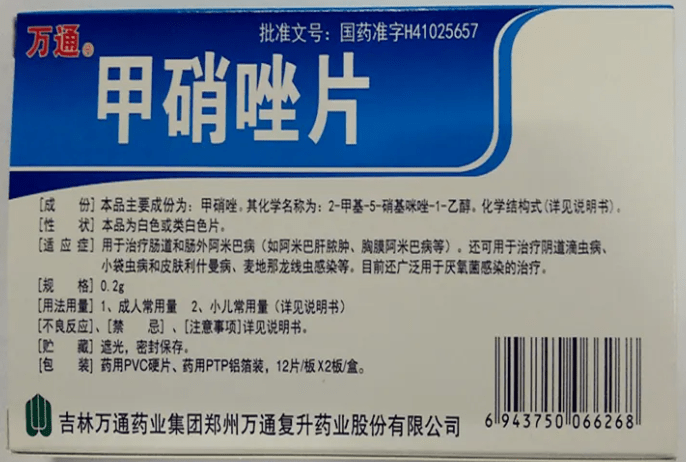 万通
批准文号：国药准字H41025657
甲硝唑片
[成 份] 本品主要成份为：甲硝唑。其化学名称为：2-甲基-5-硝基咪唑-1-乙醇。化学结构式(详见说明书)。
[性 状] 本品为白色或类白色片。
[适 应 症] 用于治疗肠道和肠外阿米巴病（如阿米巴肝脓肿、胸膜阿米巴病等）。还可用于治疗阴道滴虫病、
小袋虫病和皮肤利什曼病、麦地那龙线虫感染等。目前还广泛用于厌氧菌感染的治疗。
[规 格] 0.2g
[用法用量] 1、成人常用量 2、小儿常用量（详见说明书）
[不良反应]、[禁 忌]、[注意事项]详见说明书。
[贮 藏] 遮光，密封保存。
[包 装] 药用PVC硬片、药用PTP铝箔装，12片/板X2板/盒。
吉林万通药业集团郑州万通复升药业股份有限公司
6 943750 066268